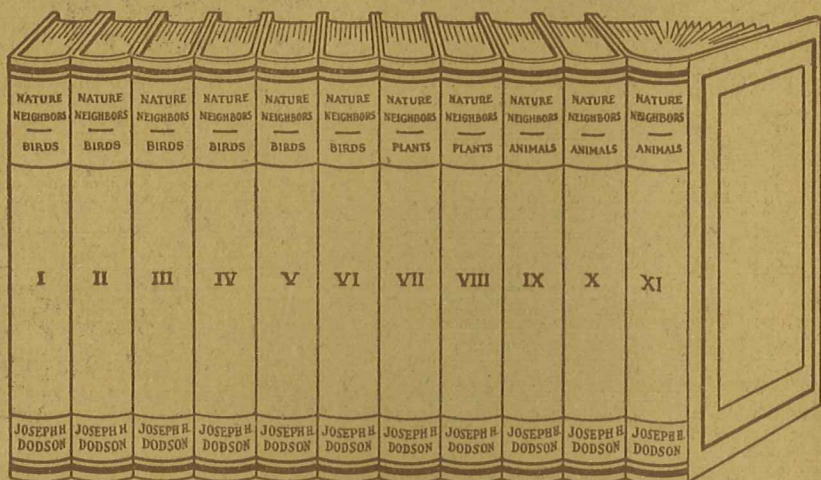 NATURE
NEIGHBORS
BIRDS
I
JOSEPH H
DODSON
NATURE
NEIGHBORS
BIRDS
II
JOSEPH H
DODSON
NATURE
NEIGHBORS
BIRDS
III
JOSEPH H.
DODSON
NATURE
NEIGHBORS
BIRDS
IV
JOSEPH H.
DODSON
NATURE
NEIGHBORS
BIRDS
V
JOSEPH H.
DODSON
NATURE
NEIGHBORS
BIRDS
VI
JOSEPH H.
DODSON
NATURE
NEIGHBORS
PLANTS
VII
JOSEPH H.
DODSON
NATURE
NEIGHBORS
PLANTS
VIII
JOSEPH H.
DODSON
NATURE
NEIGHBORS
ANIMALS
IX
JOSEPH H.
DODSON
NATURE
NEIGHBORS
ANIMALS
X
JOSEPH H.
DODSON
NATURE
NEIGHBORS
ANIMALS
XI
JOSEPH H.
DODSON